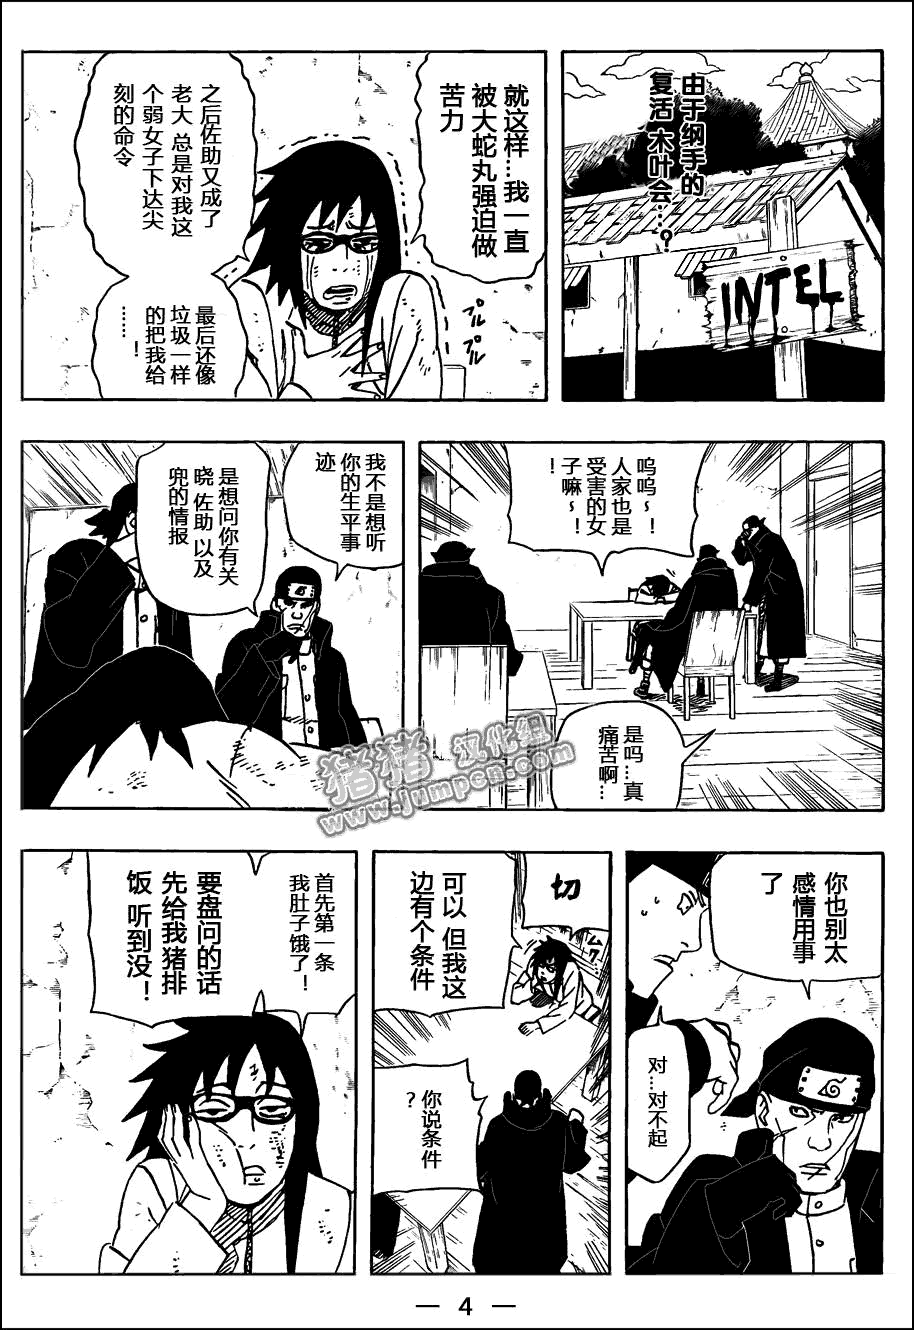 由于纲手的
复活 木叶会…?
INTEL
就这样…我一直
被大蛇丸强迫做
苦力
之后佐助又成了
老大 总是对我这
个弱女子下达尖
刻的命令
最后还像
垃圾一样
的把我给
……!
プルプルプル
呜呜~!
人家也是
受害的女
子嘛~!
!
是吗…真
痛苦啊…
我不是想听
你的生平事
迹
是想问你有关
晓 佐助 以及
兜的情报
猪猪汉化组
www.jumpcn.com
你也别太
感情用事
了
对…对不起
切
ムクッ
可以 但我这
边有个条件
你说条件
?
首先第一条
我肚子饿了!
要盘问的话
先给我猪排
饭 听到没!
— 4 —